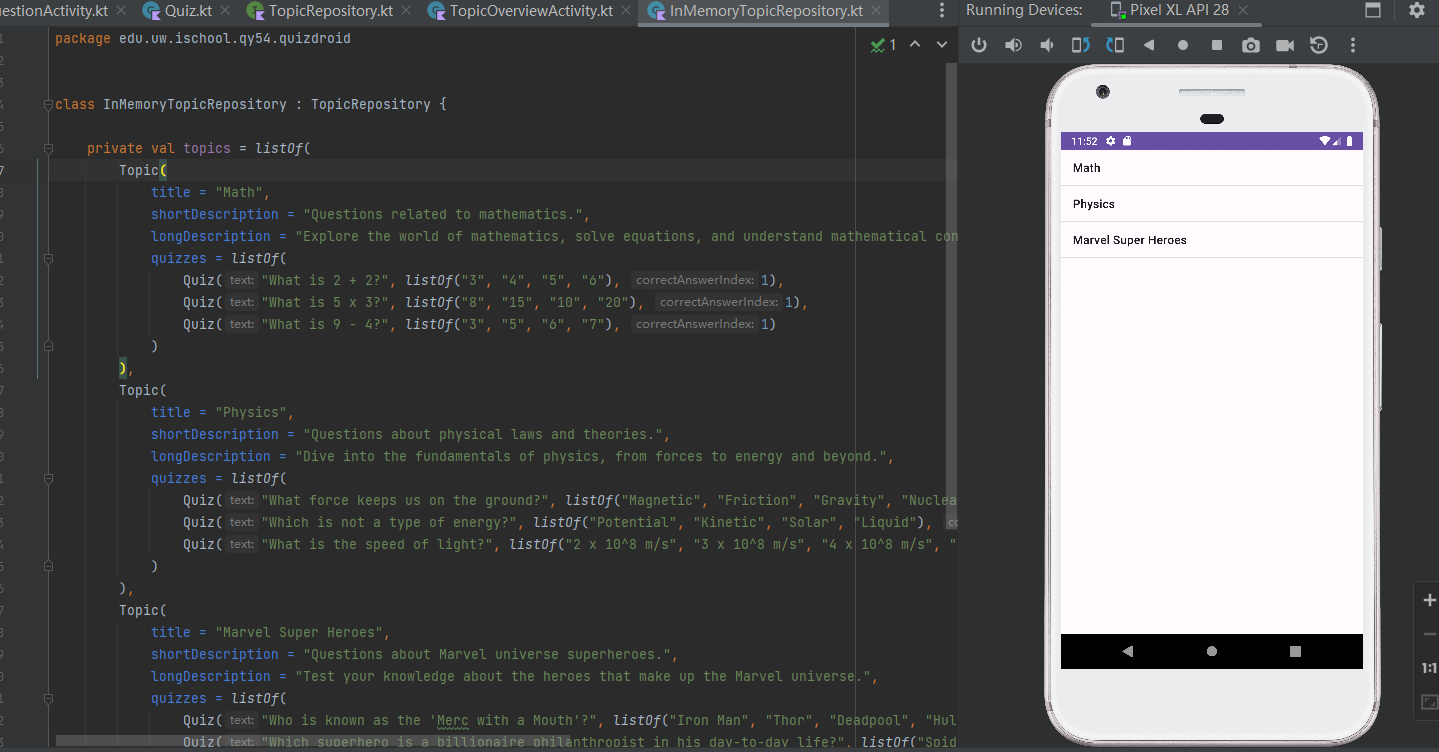 estionActivity.kt Quiz.kt TopicRepository.kt TopicOverviewActivity.kt InMemoryTopicRepository.kt Running Devices: Pixel XL API 28
package edu.uw.ischool.qy54.quizdroid
1
class InMemoryTopicRepository : TopicRepository {
private val topics = listOf(
Topic(
title = "Math",
shortDescription = "Questions related to mathematics.",
longDescription = "Explore the world of mathematics, solve equations, and understand mathematical con
quizzes = listOf(
Quiz( text: "What is 2 + 2?", listOf("3", "4", "5", "6"), correctAnswerIndex: 1),
Quiz( text: "What is 5 x 3?", listOf("8", "15", "10", "20"), correctAnswerIndex: 1),
Quiz( text: "What is 9 - 4?", listOf("3", "5", "6", "7"), correctAnswerIndex: 1)
)
),
Topic(
title = "Physics",
shortDescription = "Questions about physical laws and theories.",
longDescription = "Dive into the fundamentals of physics, from forces to energy and beyond.",
quizzes = listOf(
Quiz( text: "What force keeps us on the ground?", listOf("Magnetic", "Friction", "Gravity", "Nuclea
Quiz( text: "Which is not a type of energy?", listOf("Potential", "Kinetic", "Solar", "Liquid"), co
Quiz( text: "What is the speed of light?", listOf("2 x 10^8 m/s", "3 x 10^8 m/s", "4 x 10^8 m/s", "
)
),
Topic(
title = "Marvel Super Heroes",
shortDescription = "Questions about Marvel universe superheroes.",
longDescription = "Test your knowledge about the heroes that make up the Marvel universe.",
quizzes = listOf(
Quiz( text: "Who is known as the 'Merc with a Mouth'?", listOf("Iron Man", "Thor", "Deadpool", "Hul
Quiz( text: "Which superhero is a billionaire philanthropist in his day-to-day life?", listOf("Spid
11:52
Math
Physics
Marvel Super Heroes
1:1